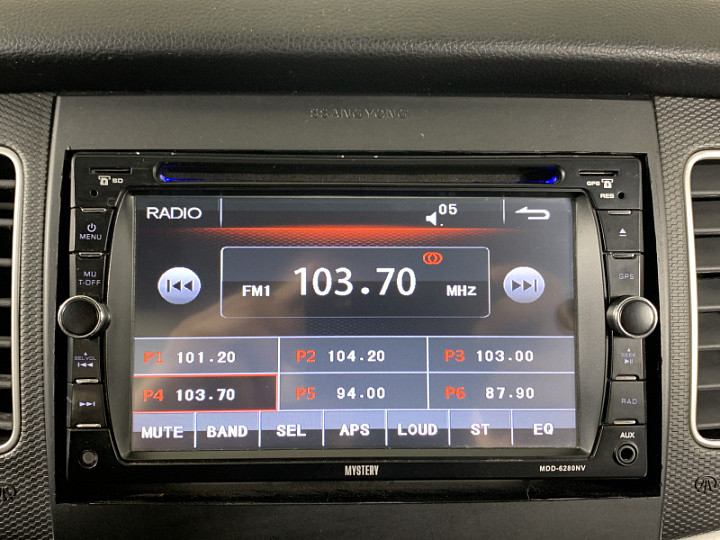 SSANGYONG
SD
GPS
RES
MENU
MU
T-OFF
SEL/VOL
RADIO
05
103.70
FM1
MHZ
P1 101.20
P2 104.20
P3 103.00
P4 103.70
P5 94.00
P6 87.90
MUTE
BAND
SEL
APS
LOUD
ST
EQ
GPS
RAD
AUX
MYSTERY
MDD-6280NV